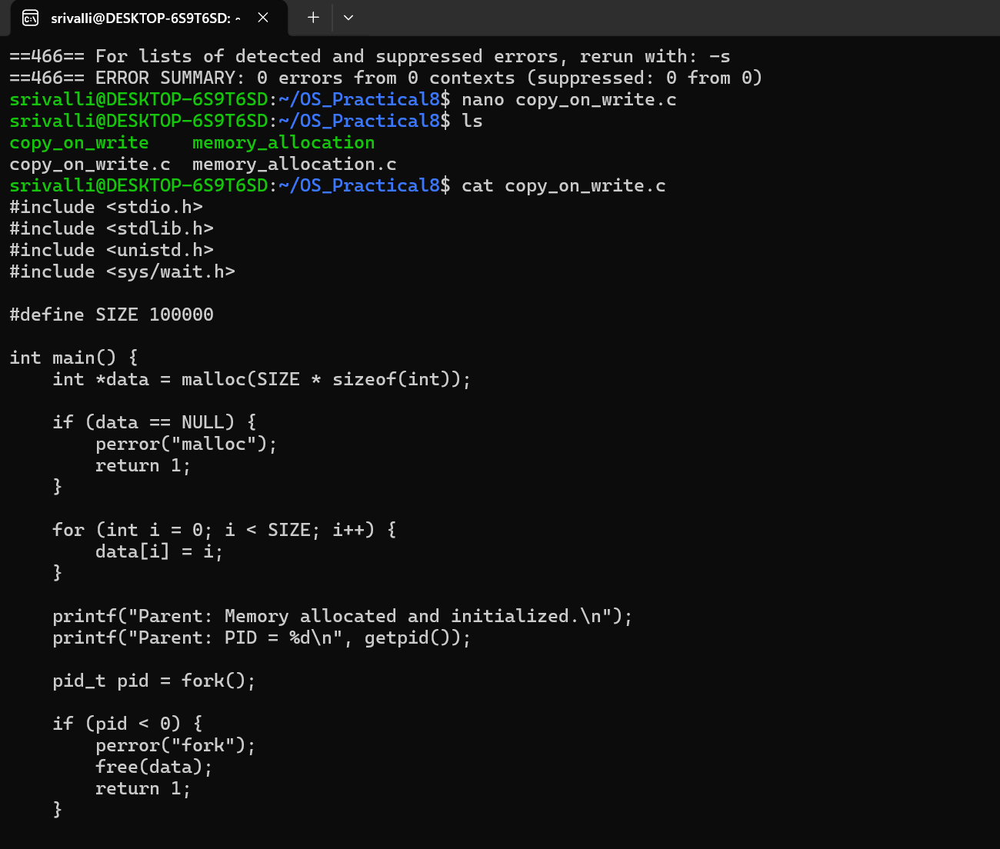 srivalli@DESKTOP-6S9T6SD: ~
==466== For lists of detected and suppressed errors, rerun with: -s
==466== ERROR SUMMARY: 0 errors from 0 contexts (suppressed: 0 from 0)
srivalli@DESKTOP-6S9T6SD:~/OS_Practical8$ nano copy_on_write.c
srivalli@DESKTOP-6S9T6SD:~/OS_Practical8$ ls
copy_on_write    memory_allocation
copy_on_write.c  memory_allocation.c
srivalli@DESKTOP-6S9T6SD:~/OS_Practical8$ cat copy_on_write.c
#include <stdio.h>
#include <stdlib.h>
#include <unistd.h>
#include <sys/wait.h>

#define SIZE 100000

int main() {
    int *data = malloc(SIZE * sizeof(int));

    if (data == NULL) {
        perror("malloc");
        return 1;
    }

    for (int i = 0; i < SIZE; i++) {
        data[i] = i;
    }

    printf("Parent: Memory allocated and initialized.\n");
    printf("Parent: PID = %d\n", getpid());

    pid_t pid = fork();

    if (pid < 0) {
        perror("fork");
        free(data);
        return 1;
    }